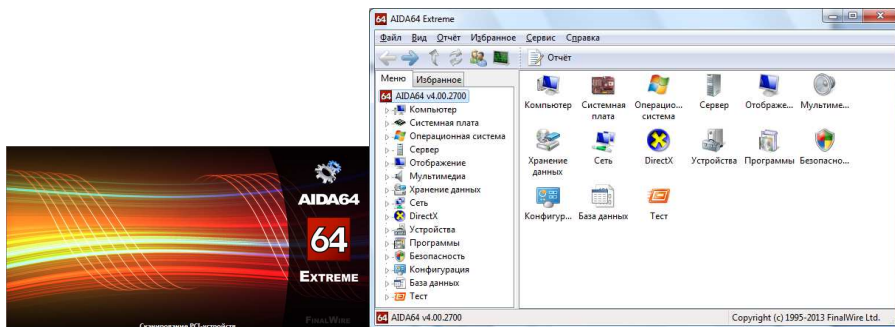 AIDA64
64
EXTREME
FINALWIRE
Сканирование PCI-устройств
64 AIDA64 Extreme
Файл Вид Отчёт Избранное Сервис Справка
Отчёт
Меню Избранное
64 AIDA64 v4.00.2700
Компьютер
Системная плата
Операционная система
Сервер
Отображение
Мультимедиа
Хранение данных
Сеть
DirectX
Устройства
Программы
Безопасность
Конфигурация
База данных
Тест
Компьютер Системная Операцио... Сервер Отображе... Мультиме...
плата система
Хранение Сеть DirectX Устройства Программы Безопасно...
данных
Конфигур... База данных Тест
64 AIDA64 v4.00.2700 Copyright (c) 1995-2013 FinalWire Ltd.